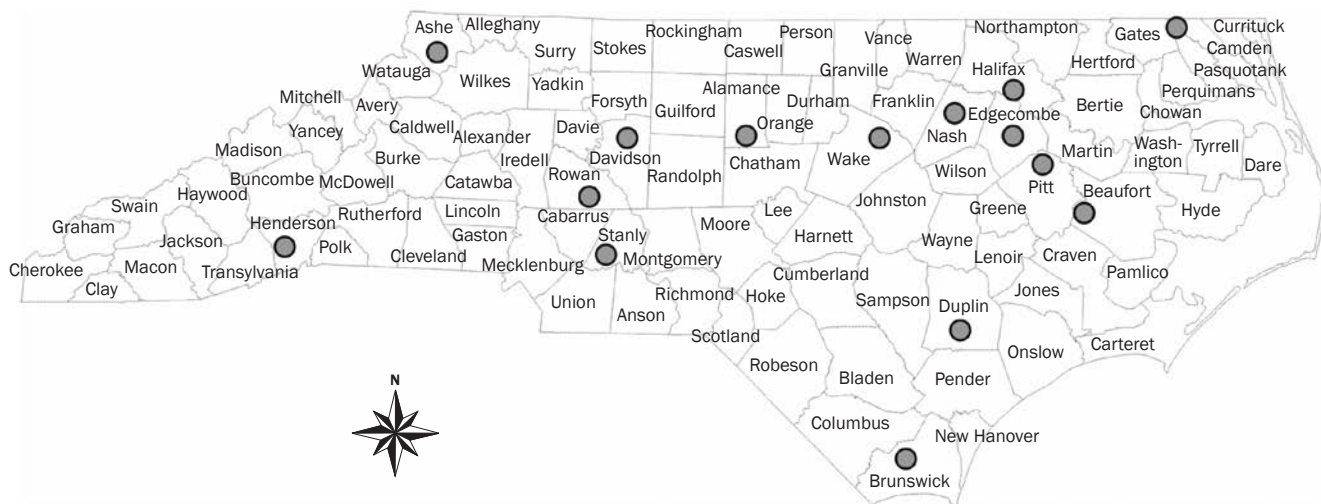 Ashe
Alleghany
Surry
Stokes
Rockingham
Caswell
Person
Vance
Granville
Warren
Northampton
Gates
Currituck
Camden
Pasquotank
Perquimans
Hertford
Halifax
Watauga
Wilkes
Yadkin
Forsyth
Guilford
Alamance
Orange
Durham
Franklin
Nash
Edgecombe
Bertie
Chowan
Mitchell
Avery
Caldwell
Alexander
Davie
Yancey
Madison
Burke
Iredell
Davidson
Randolph
Chatham
Wake
Wilson
Martin
Wash-
ington
Tyrrell
Dare
Buncombe
McDowell
Catawba
Rowan
Pitt
Beaufort
Haywood
Swain
Graham
Henderson
Rutherford
Lincoln
Cabarrus
Stanly
Moore
Lee
Johnston
Greene
Hyde
Jackson
Polk
Cleveland
Gaston
Mecklenburg
Montgomery
Harnett
Wayne
Lenoir
Craven
Pamlico
Cherokee
Clay
Macon
Transylvania
Union
Anson
Richmond
Scotland
Hoke
Cumberland
Sampson
Duplin
Jones
Onslow
Carteret
Robeson
Bladen
Pender
Columbus
New Hanover
Brunswick
N